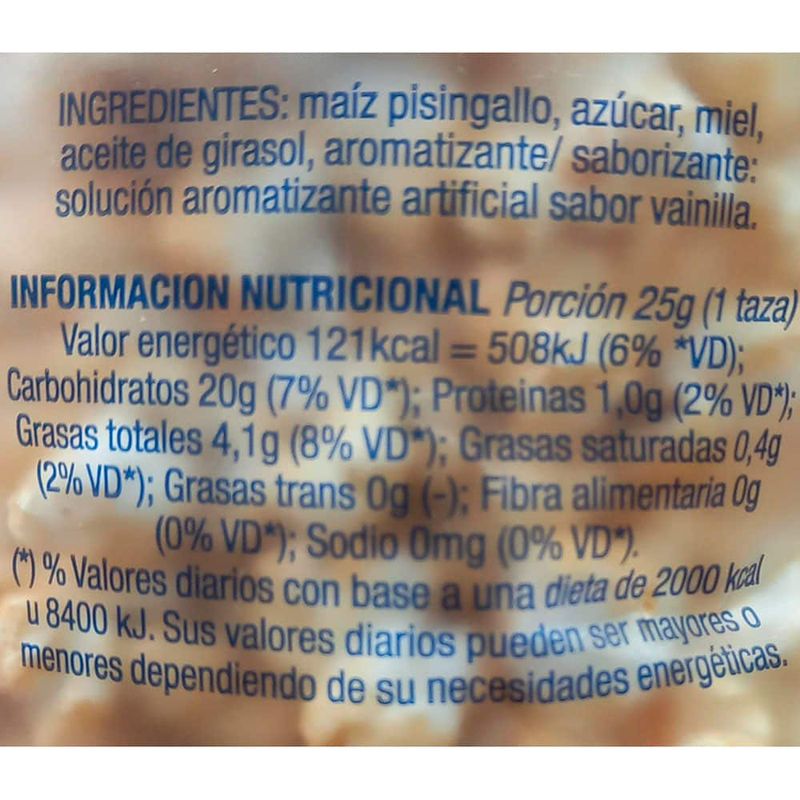 INGREDIENTES: maíz pisingallo, azúcar, miel,
aceite de girasol, aromatizante/ saborizante:
solución aromatizante artificial sabor vainilla.
INFORMACION NUTRICIONAL Porción 25g (1 taza)
Valor energético 121kcal = 508kJ (6% *VD);
Carbohidratos 20g (7% VD*); Proteinas 1,0g (2% VD*);
Grasas totales 4,1g (8% VD*); Grasas saturadas 0,4g
(2% VD*); Grasas trans 0g (-); Fibra alimentaria 0g
(0% VD*); Sodio 0mg (0% VD*).
(*) % Valores diarios con base a una dieta de 2000 kcal
u 8400 kJ. Sus valores diarios pueden ser mayores o
menores dependiendo de su necesidades energéticas.